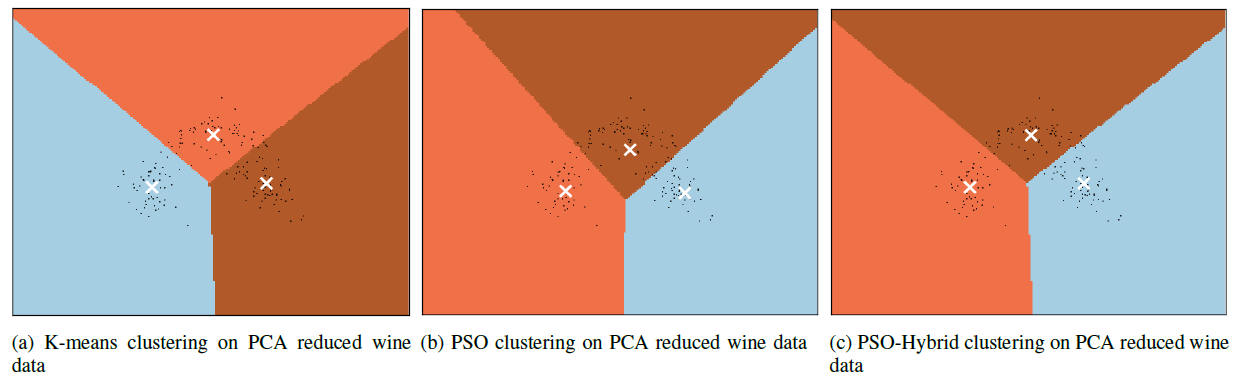 (a) K-means clustering on PCA reduced wine
data
(b) PSO clustering on PCA reduced wine data
(c) PSO-Hybrid clustering on PCA reduced wine
data